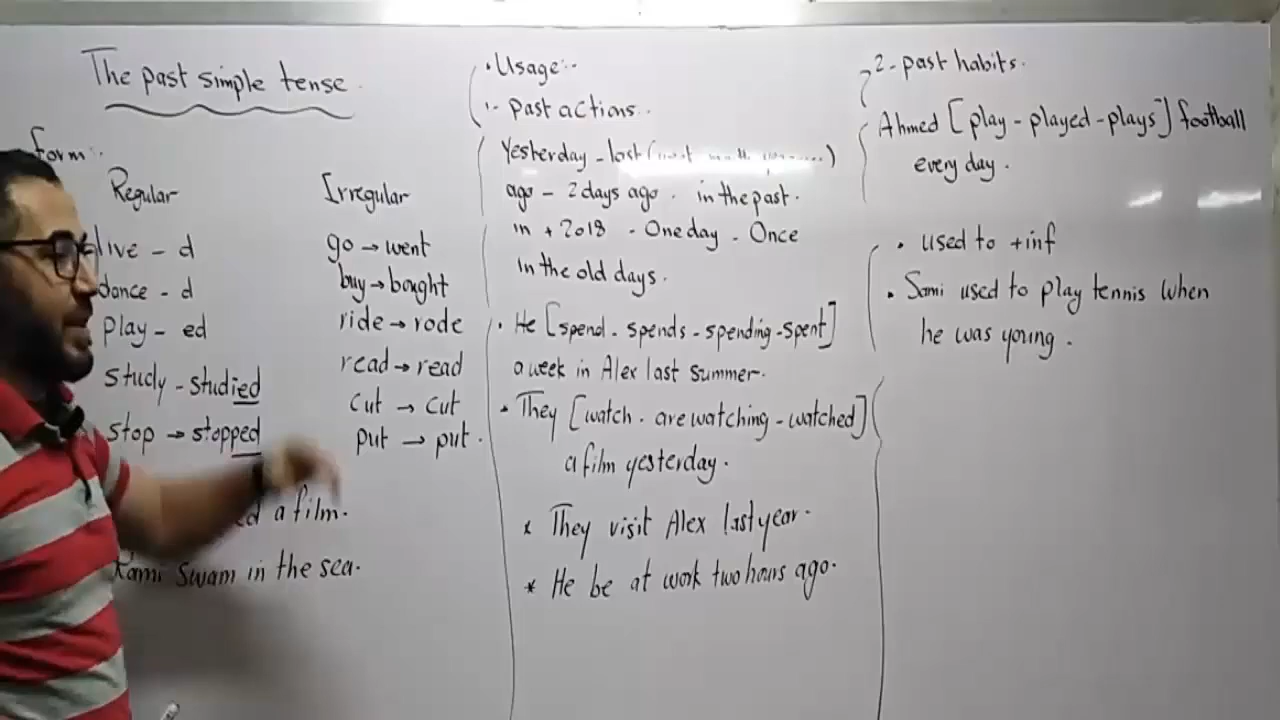 The past simple tense.
Form:-
Regular
Irregular
live - d
go → went
dance - d
buy → bought
play - ed
ride → rode
study - studied
read → read
stop → stopped
cut → cut
put → put.
a film.
Rami Swam in the sea.
• Usage:-
1- past actions.
Yesterday - last (
ago - 2 days ago. in the past.
in + 2018 - One day - Once
In the old days.
• He [spend - spends - spending - spent]
a week in Alex last summer.
• They [watch - are watching - watched]
a film yesterday.
* They visit Alex last year.
* He be at work two hours ago.
2- past habits.
Ahmed [play - played - plays] football
every day.
• used to + inf
• Sami used to play tennis when
he was young.